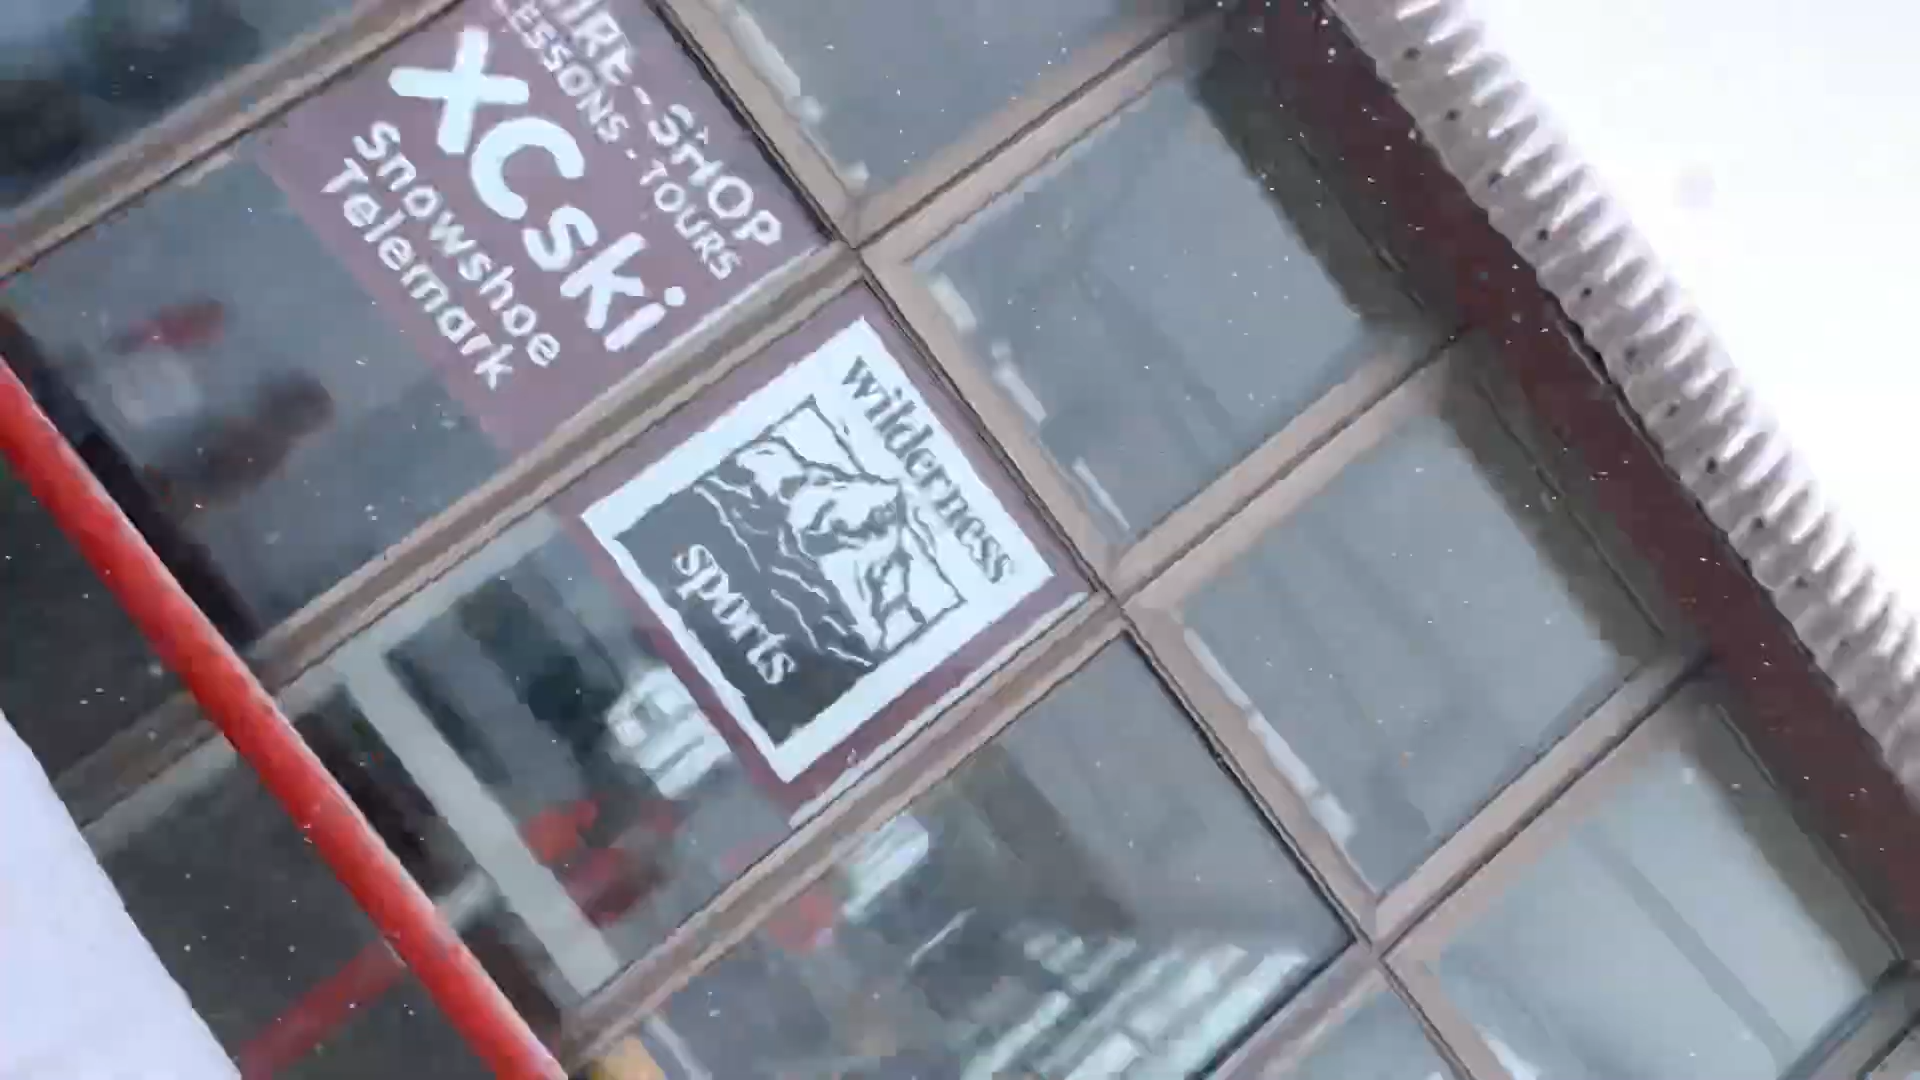 HIRE - SHOP
LESSONS - TOURS
XCski
Snowshoe
Telemark
wilderness
sports